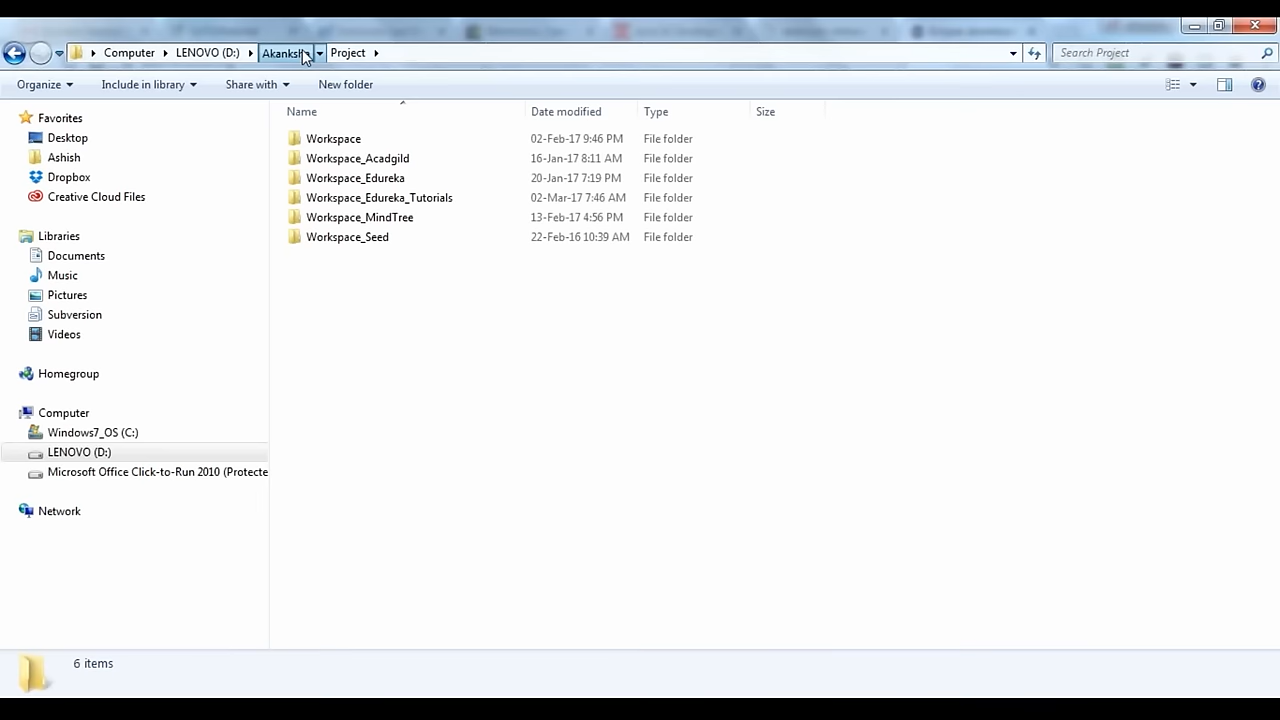 Computer LENOVO (D:) Project
Search Project
Organize Include in library Share with New folder
Name Date modified Type Size
Workspace 02-Feb-17 9:46 PM File folder
Workspace_Acadgild 16-Jan-17 8:11 AM File folder
Workspace_Edureka 20-Jan-17 7:19 PM File folder
Workspace_Edureka_Tutorials 02-Mar-17 7:46 AM File folder
Workspace_MindTree 13-Feb-17 4:56 PM File folder
Workspace_Seed 22-Feb-16 10:39 AM File folder
Favorites
Desktop
Ashish
Dropbox
Creative Cloud Files
Libraries
Documents
Music
Pictures
Subversion
Videos
Homegroup
Computer
Windows7_OS (C:)
LENOVO (D:)
Microsoft Office Click-to-Run 2010 (Protecte
Network
6 items